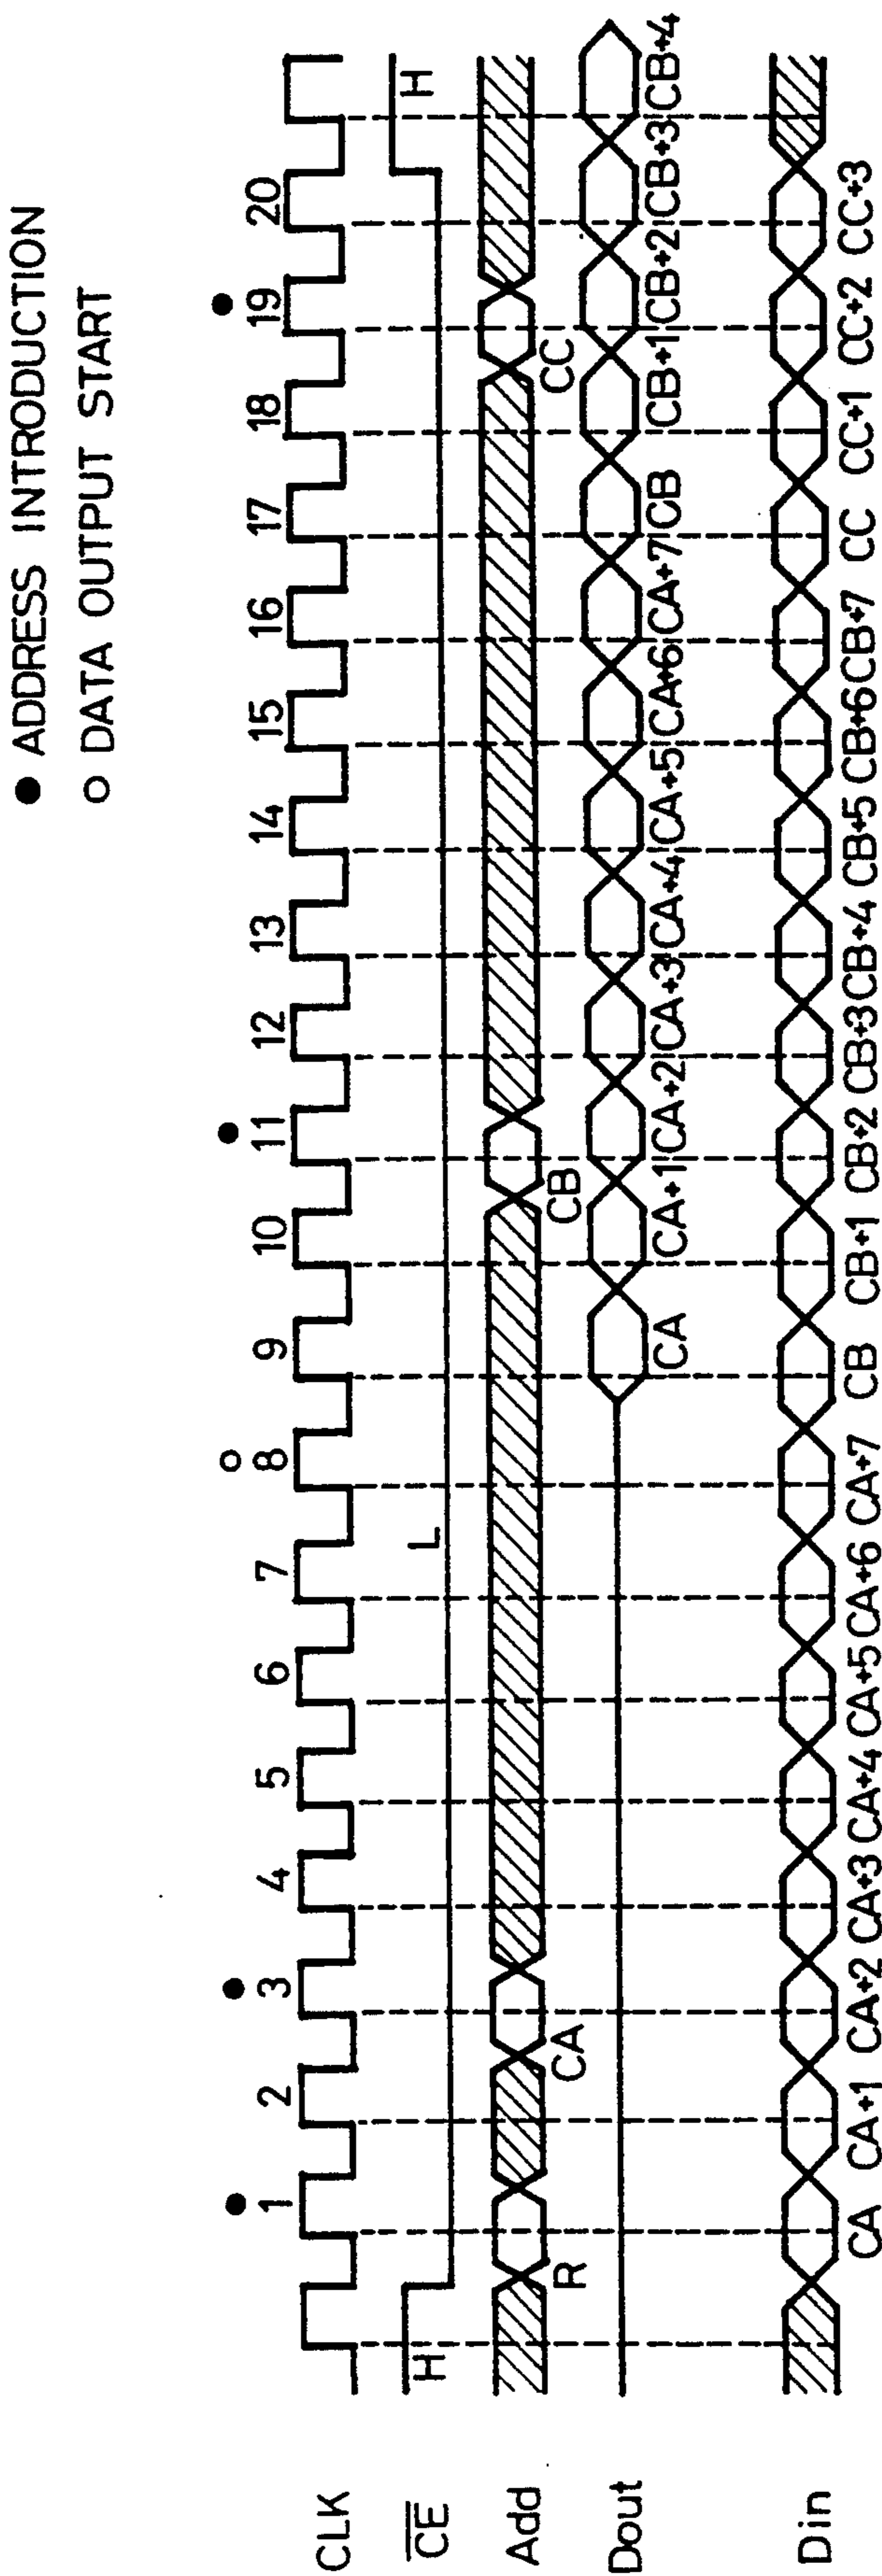 ● ADDRESS INTRODUCTION
○ DATA OUTPUT START
1 2 3 4 5 6 7 8 9 10 11 12 13 14 15 16 17 18 19 20
CLK
CE H L H
Add R CA CB CC
Dout CA CA+1 CA+2 CA+3 CA+4 CA+5 CA+6 CA+7 CB CB+1 CB+2 CB+3 CB+4
Din CA CA+1 CA+2 CA+3 CA+4 CA+5 CA+6 CA+7 CB CB+1 CB+2 CB+3 CB+4 CB+5 CB+6 CB+7 CC CC+1 CC+2 CC+3